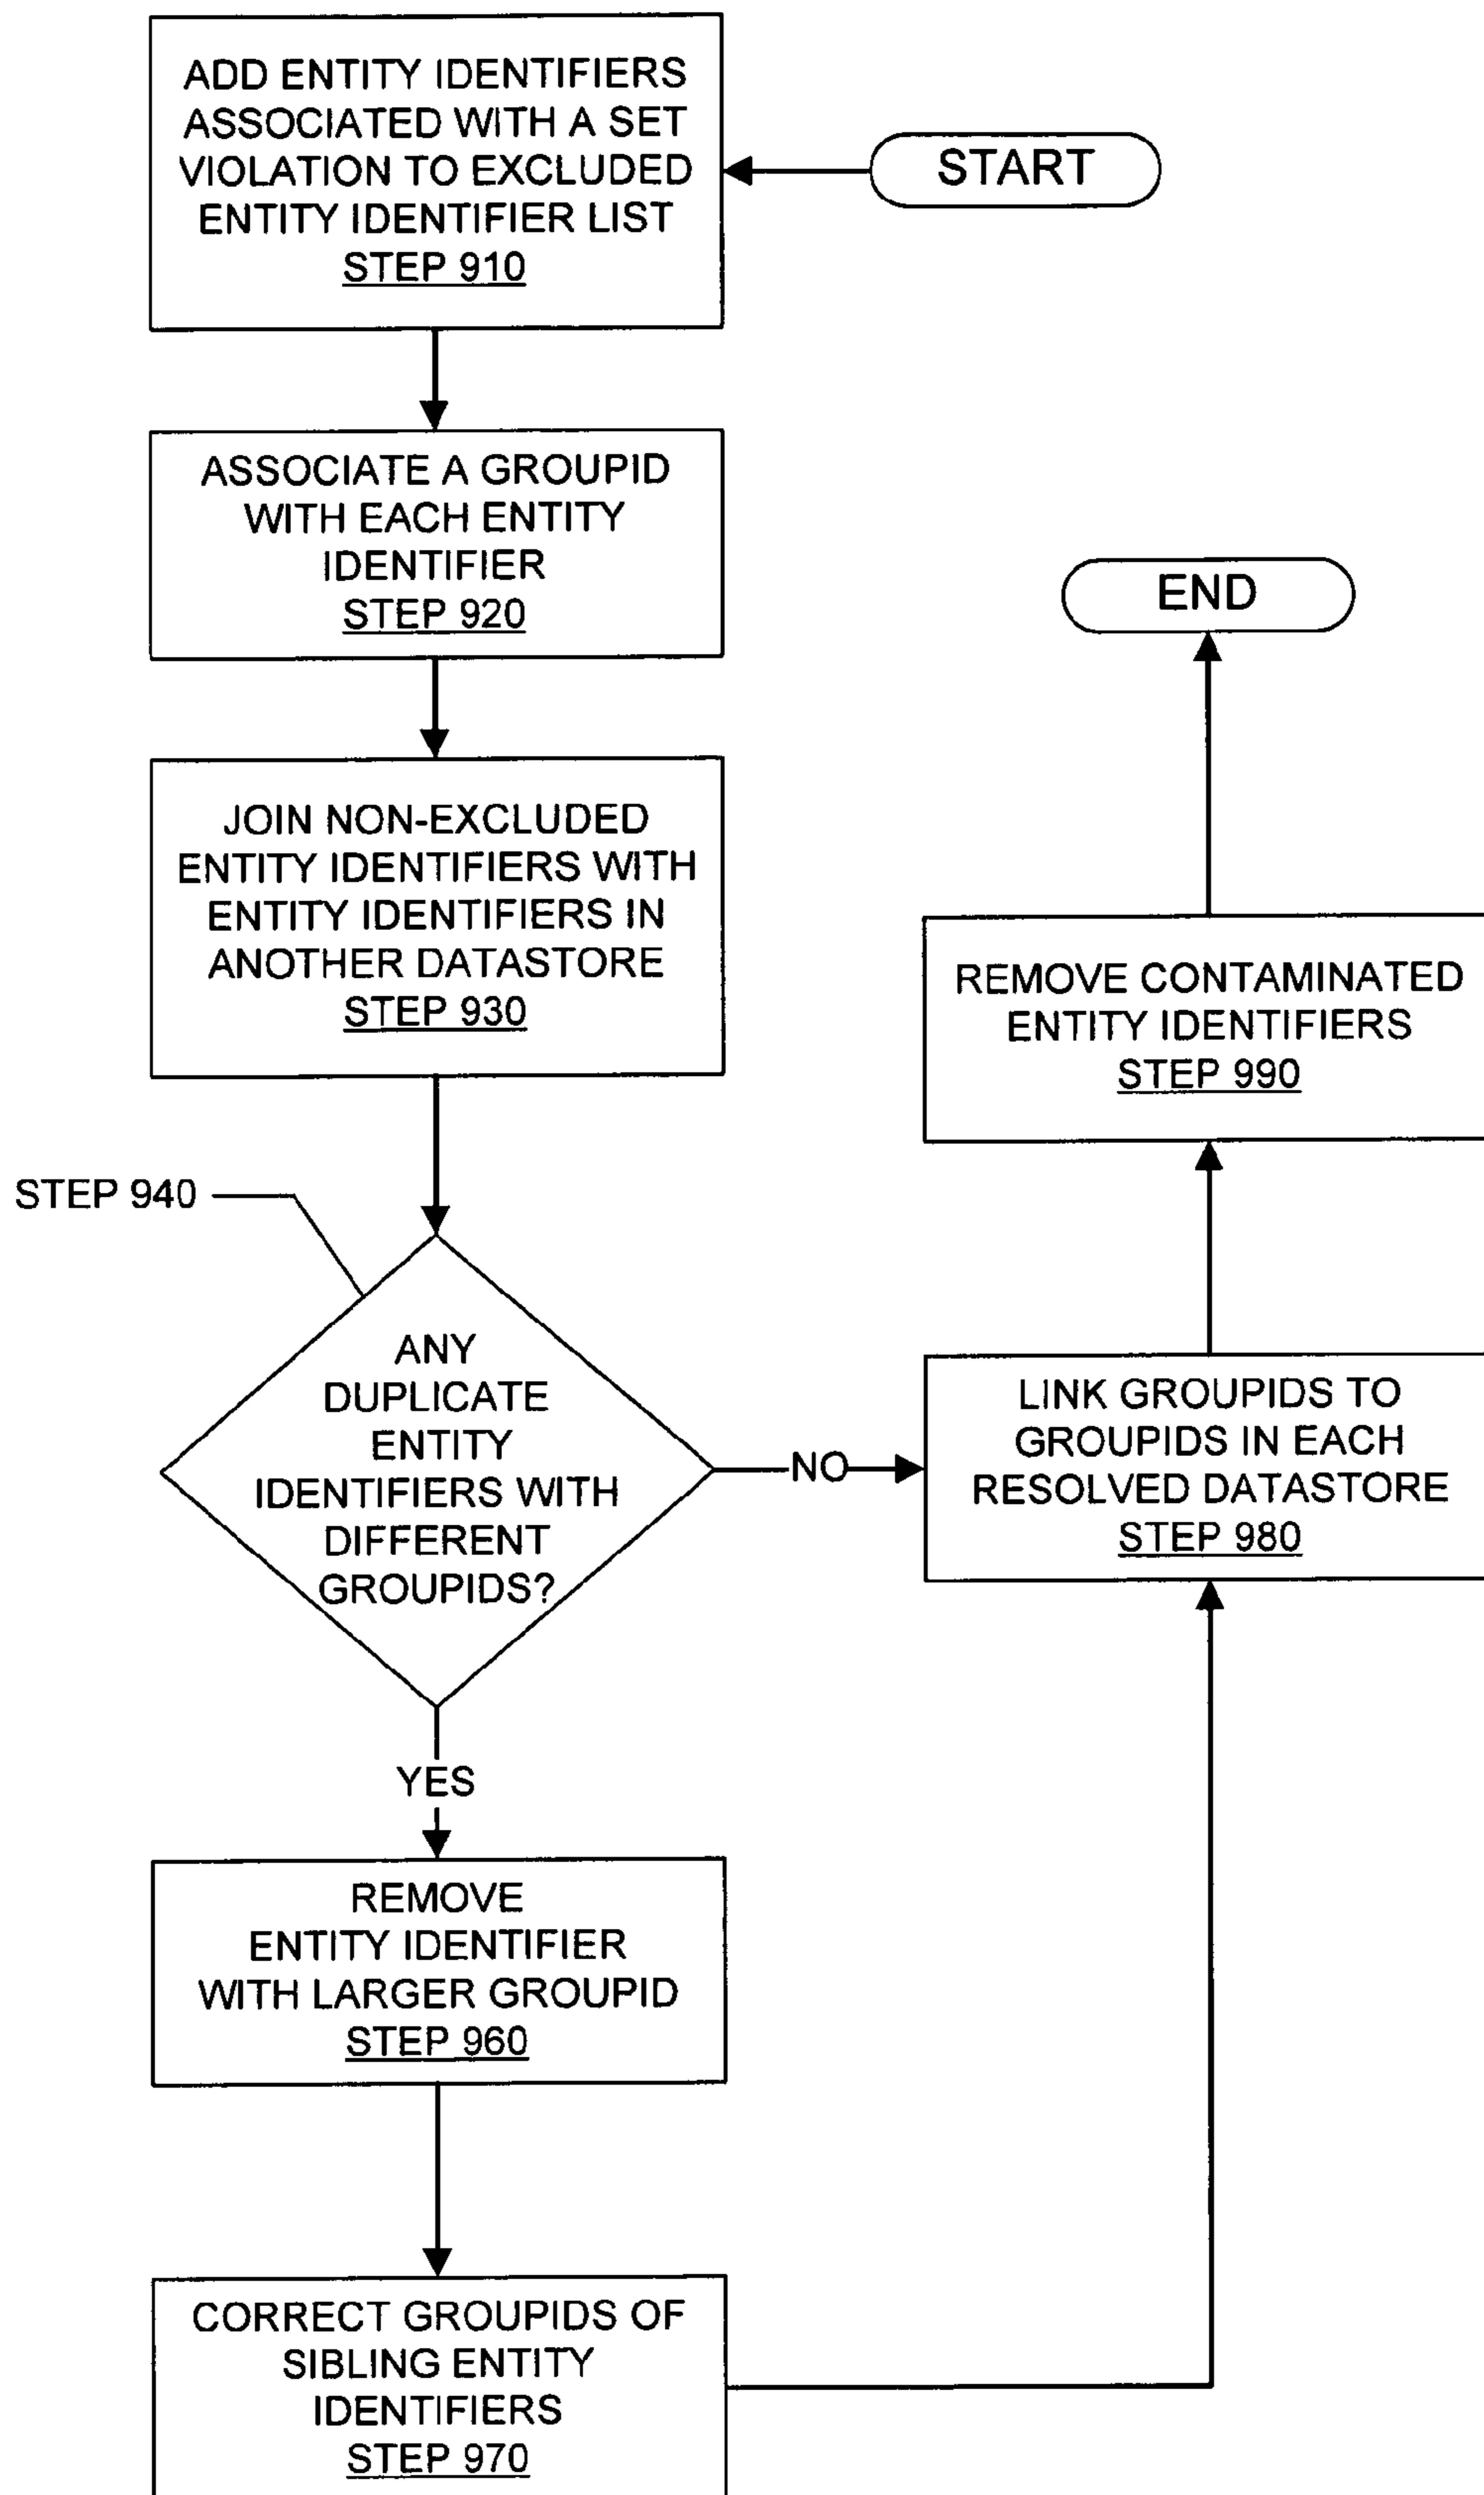 START
ADD ENTITY IDENTIFIERS
ASSOCIATED WITH A SET
VIOLATION TO EXCLUDED
ENTITY IDENTIFIER LIST
STEP 910
ASSOCIATE A GROUPID
WITH EACH ENTITY
IDENTIFIER
STEP 920
JOIN NON-EXCLUDED
ENTITY IDENTIFIERS WITH
ENTITY IDENTIFIERS IN
ANOTHER DATASTORE
STEP 930
STEP 940
ANY
DUPLICATE
ENTITY
IDENTIFIERS WITH
DIFFERENT
GROUPIDS?
NO
YES
REMOVE
ENTITY IDENTIFIER
WITH LARGER GROUPID
STEP 960
CORRECT GROUPIDS OF
SIBLING ENTITY
IDENTIFIERS
STEP 970
LINK GROUPIDS TO
GROUPIDS IN EACH
RESOLVED DATASTORE
STEP 980
REMOVE CONTAMINATED
ENTITY IDENTIFIERS
STEP 990
END